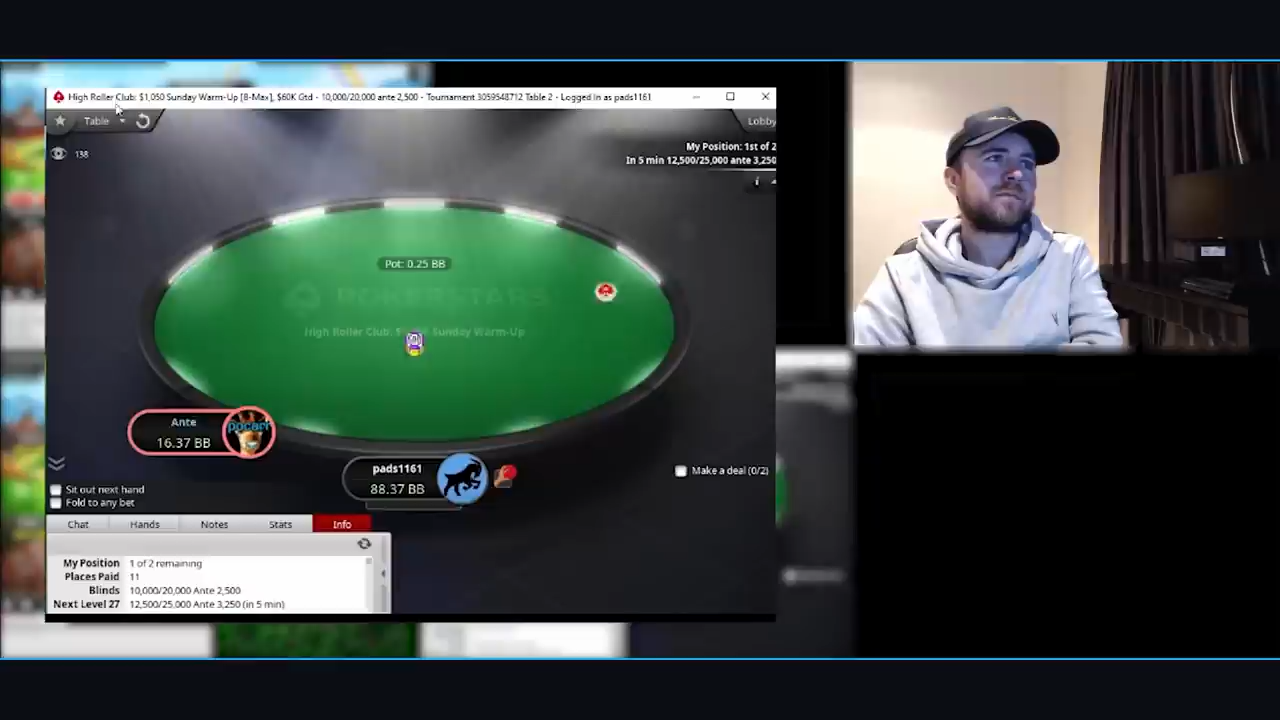 High Roller Club: $1,050 Sunday Warm-Up [8-Max], $60K Gtd - 10,000/20,000 ante 2,500 - Tournament 3059548712 Table 2 - Logged In as pads1161
Table
Lobby
138
My Position: 1st of 2
In 5 min 12,500/25,000 ante 3,250
Pot: 0.25 BB
POKERSTARS
High Roller Club: Sunday Warm-Up
Ante
16.37 BB
pads1161
88.37 BB
Make a deal (0/2)
Sit out next hand
Fold to any bet
Chat Hands Notes Stats Info
My Position 1 of 2 remaining
Places Paid 11
Blinds 10,000/20,000 Ante 2,500
Next Level 27 12,500/25,000 Ante 3,250 (in 5 min)